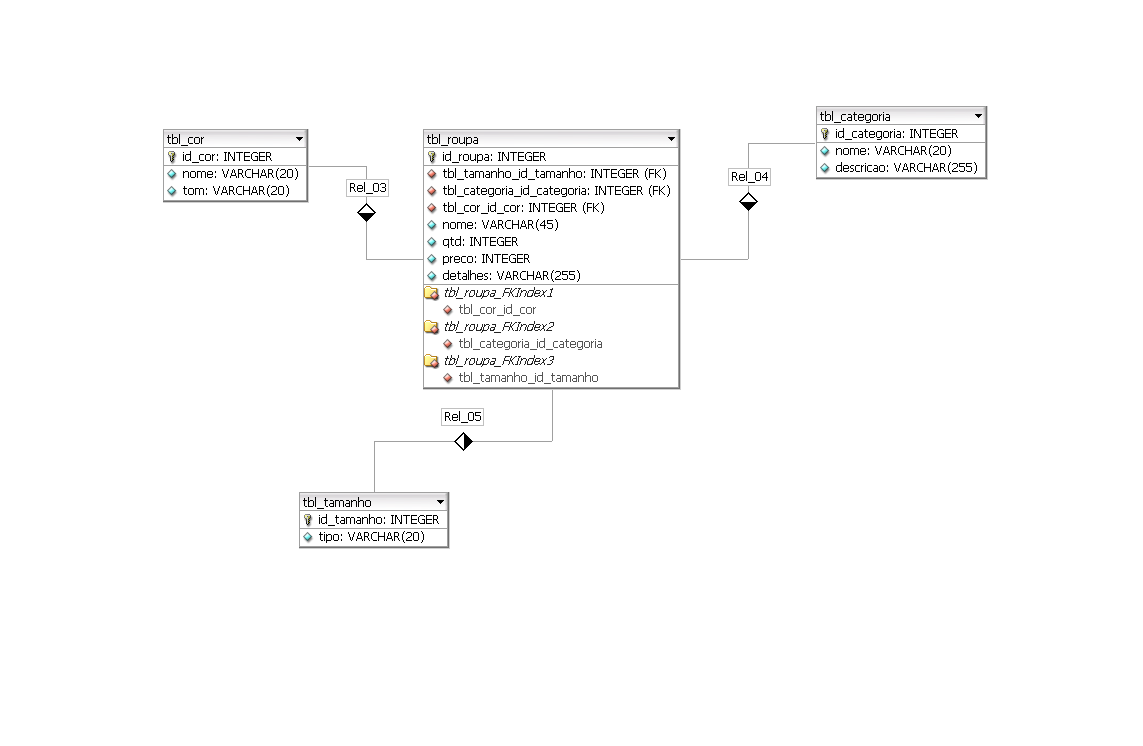 tbl_cor
id_cor: INTEGER
nome: VARCHAR(20)
tom: VARCHAR(20)
Rel_03
tbl_roupa
id_roupa: INTEGER
tbl_tamanho_id_tamanho: INTEGER (FK)
tbl_categoria_id_categoria: INTEGER (FK)
tbl_cor_id_cor: INTEGER (FK)
nome: VARCHAR(45)
qtd: INTEGER
preco: INTEGER
detalhes: VARCHAR(255)
tbl_roupa_FKIndex1
tbl_cor_id_cor
tbl_roupa_FKIndex2
tbl_categoria_id_categoria
tbl_roupa_FKIndex3
tbl_tamanho_id_tamanho
tbl_categoria
id_categoria: INTEGER
nome: VARCHAR(20)
descricao: VARCHAR(255)
Rel_04
Rel_05
tbl_tamanho
id_tamanho: INTEGER
tipo: VARCHAR(20)